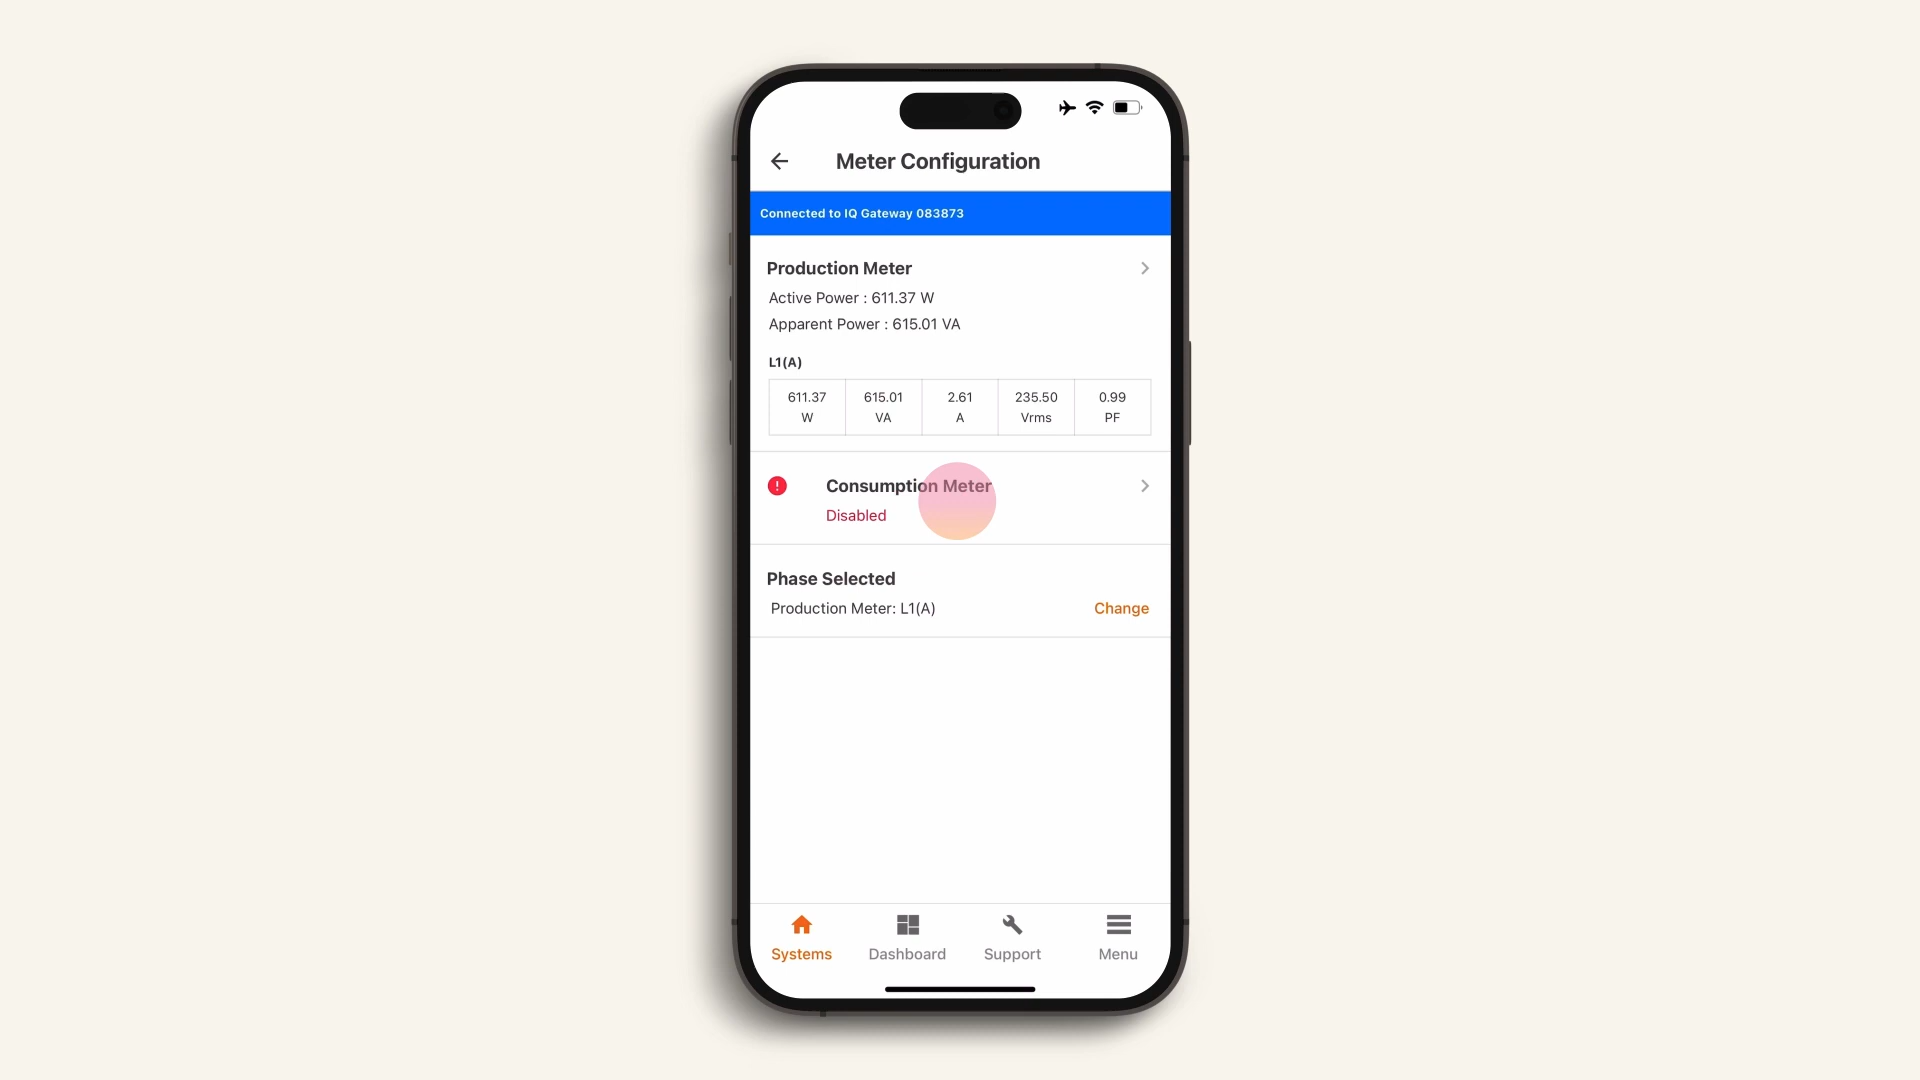 Meter Configuration
Connected to IQ Gateway 083873
Production Meter
Active Power : 611.37 W
Apparent Power : 615.01 VA
L1(A)
611.37 615.01 2.61 235.50 0.99
W VA A Vrms PF
Consumption Meter
Disabled
Phase Selected
Production Meter: L1(A) Change
Systems Dashboard Support Menu